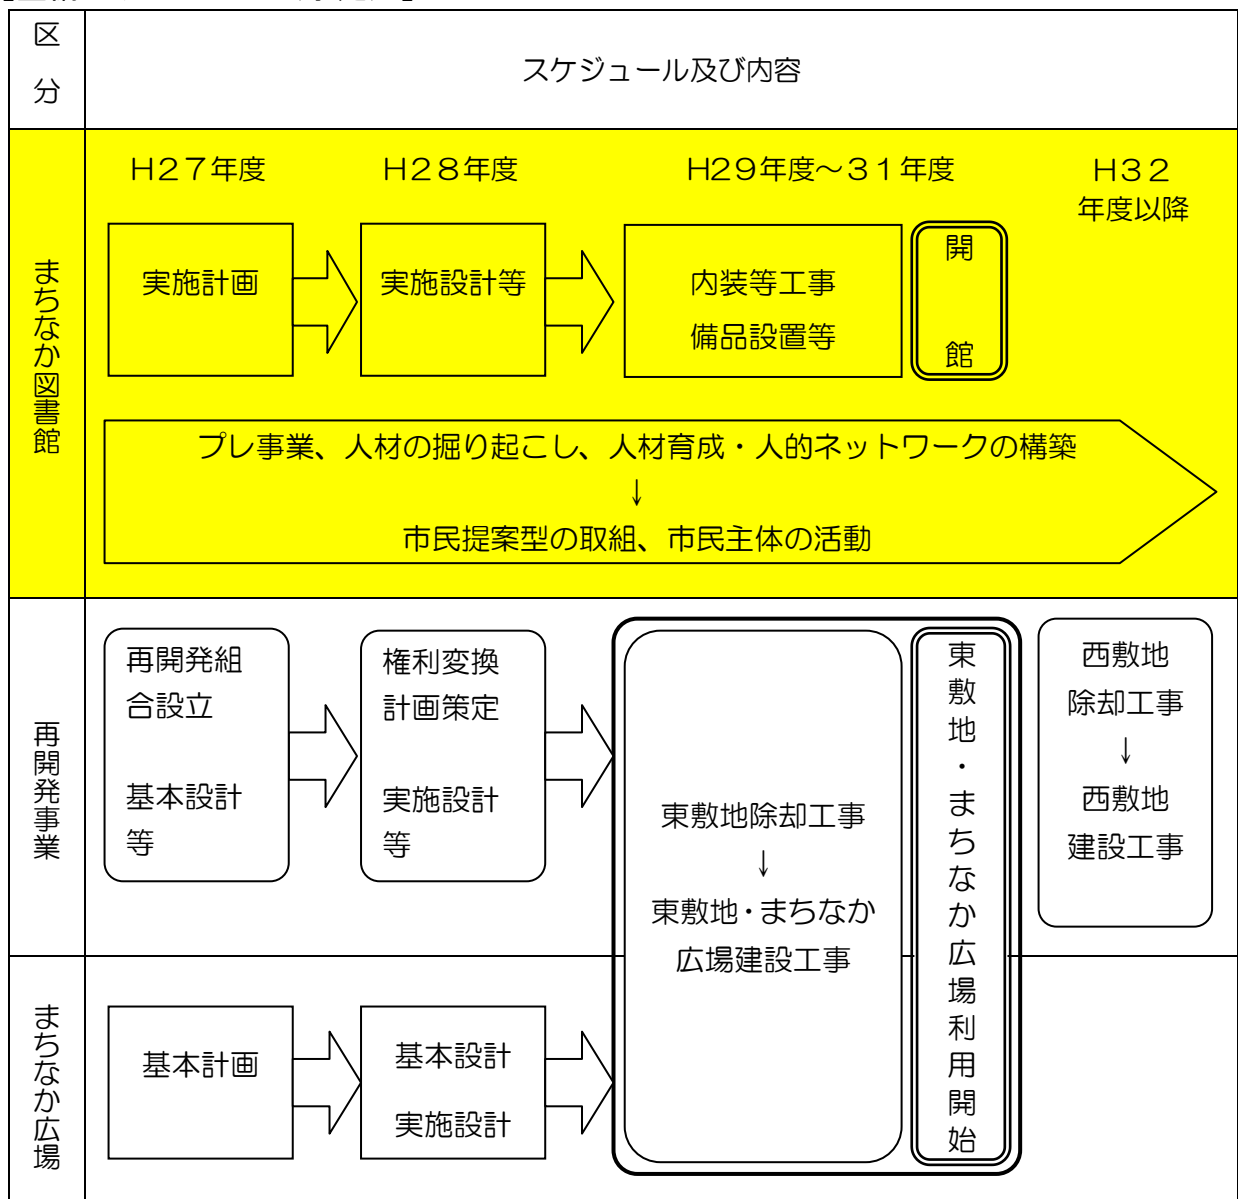 区分
スケジュール及び内容
まちなか図書館
H27年度
H28年度
H29年度～31年度
H32
年度以降
実施計画
実施設計等
内装等工事
備品設置等
開館
プレ事業、人材の掘り起こし、人材育成・人的ネットワークの構築
↓
市民提案型の取組、市民主体の活動
再開発事業
再開発組
合設立
基本設計
等
権利変換
計画策定
実施設計
等
東敷地除却工事
↓
東敷地・まちなか
広場建設工事
東敷地・まちなか広場利用開始
西敷地
除却工事
↓
西敷地
建設工事
まちなか広場
基本計画
基本設計
実施設計